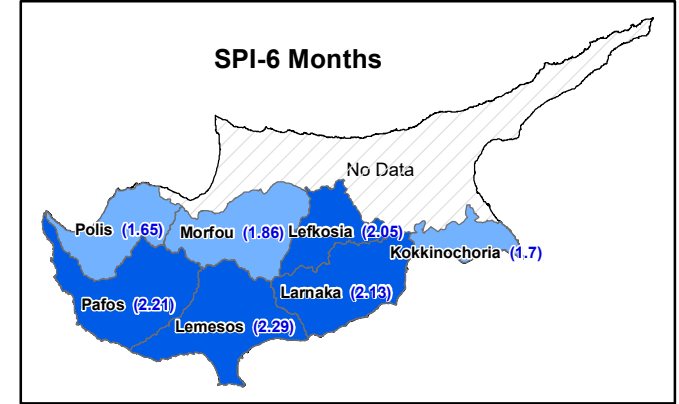 SPI-6 Months
No Data
Polis (1.65)
Morfou (1.86)
Lefkosia (2.05)
Kokkinochoria (1.7)
Pafos (2.21)
Larnaka (2.13)
Lemesos (2.29)